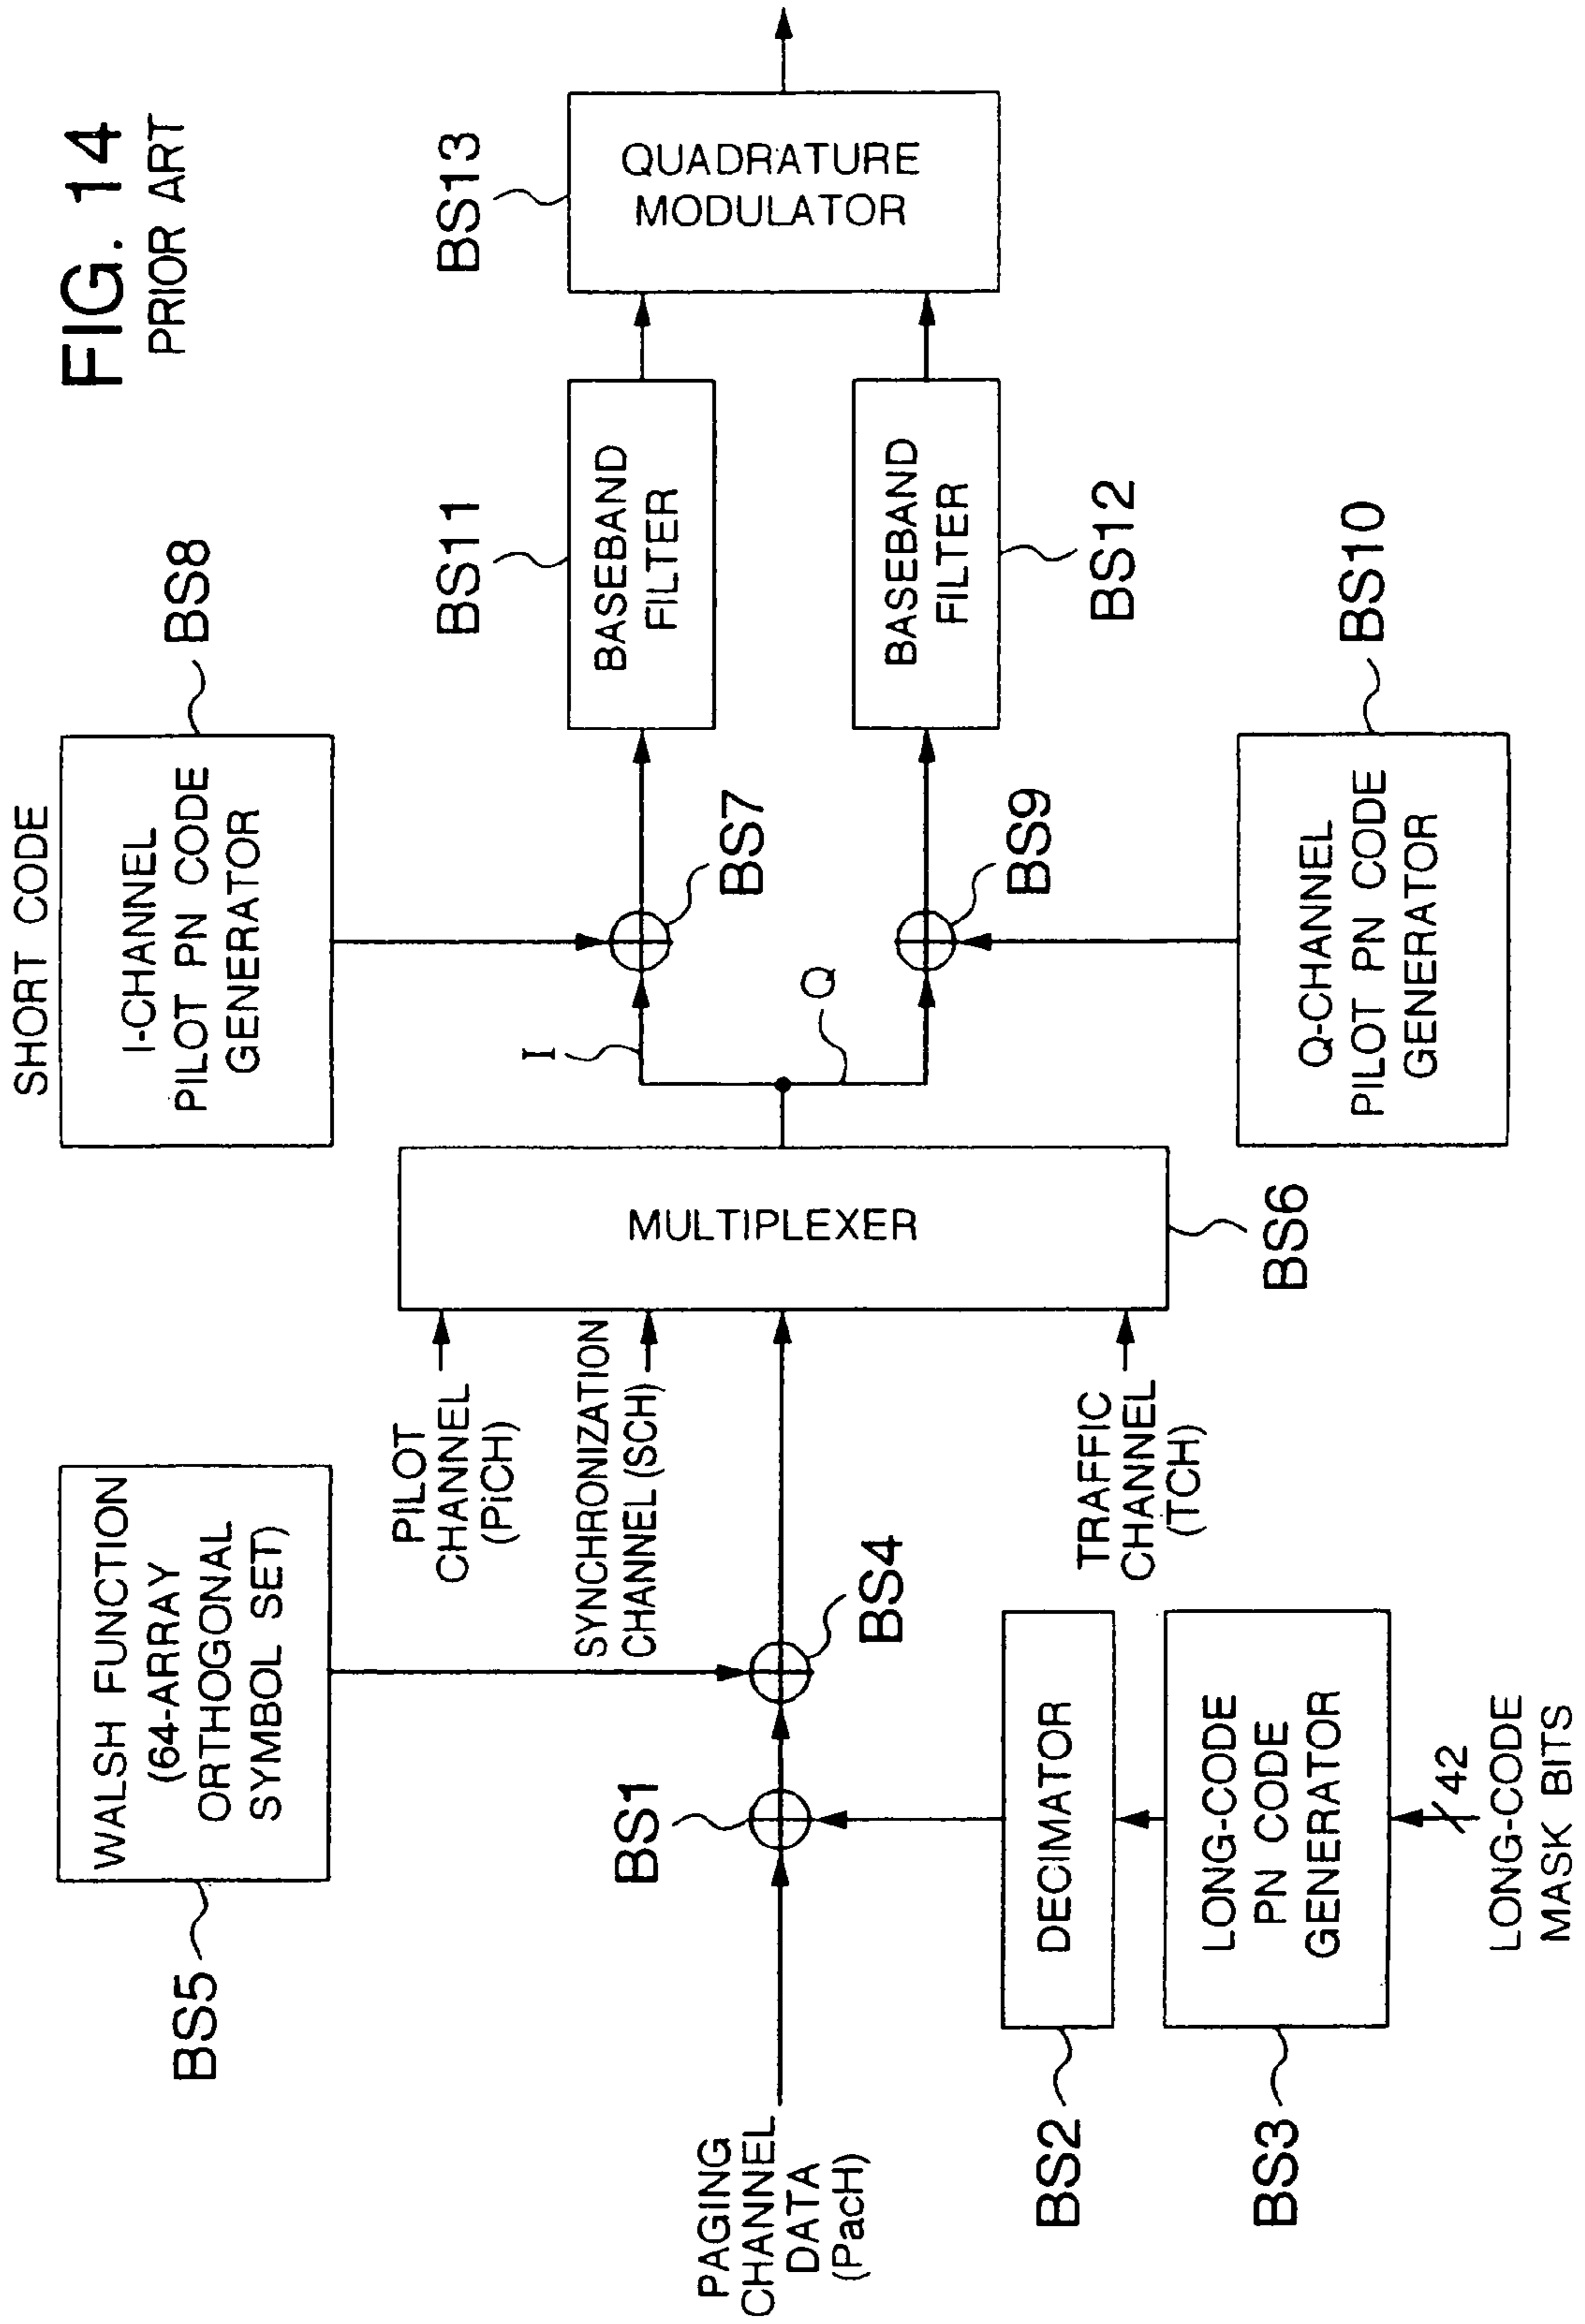 FIG. 14
PRIOR ART
SHORT CODE
I-CHANNEL
PILOT PN CODE
GENERATOR
BS8
WALSH FUNCTION
(64-ARRAY
ORTHOGONAL
SYMBOL SET)
BS5
PILOT
CHANNEL
(PiCH)
SYNCHRONIZATION
CHANNEL (SCH)
BS11
BASEBAND
FILTER
BS13
QUADRATURE
MODULATOR
I
BS7
PAGING
CHANNEL
DATA
(PacH)
BS1
BS4
MULTIPLEXER
BS6
Q
BS9
BASEBAND
FILTER
BS12
TRAFFIC
CHANNEL
(TCH)
BS2
DECIMATOR
BS3
LONG-CODE
PN CODE
GENERATOR
42
LONG-CODE
MASK BITS
Q-CHANNEL
PILOT PN CODE
GENERATOR
BS10